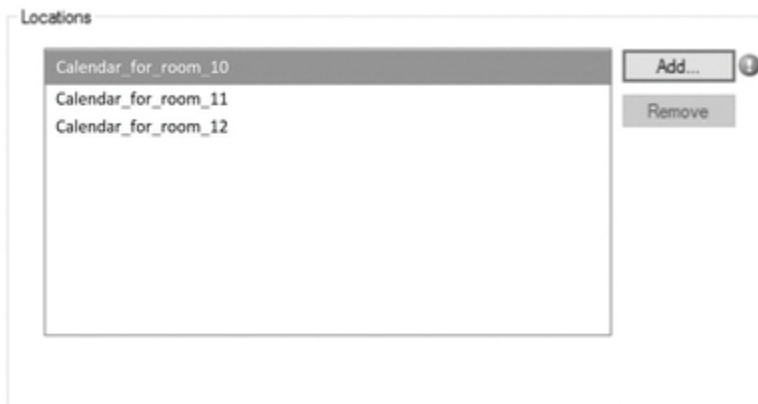 Locations
Calendar_for_room_10
Calendar_for_room_11
Calendar_for_room_12
Add...
Remove